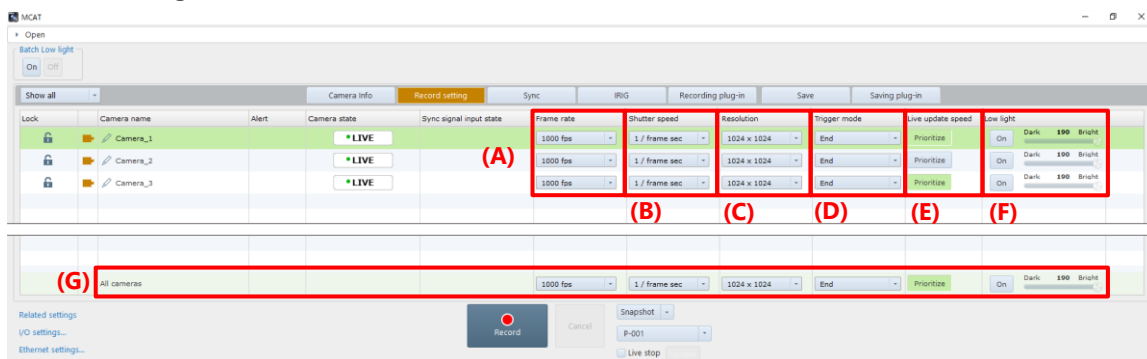 MCAT
Open
Batch Low light
On Off
Show all Camera Info Record setting Sync IRIG Recording plug-in Save Saving plug-in
Lock Camera name Alert Camera state Sync signal input state Frame rate Shutter speed Resolution Trigger mode Live update speed Low light
Camera_1 LIVE 1000 fps 1 / frame sec 1024 x 1024 End Prioritize On Dark 190 Bright
(A) Camera_2 LIVE 1000 fps 1 / frame sec 1024 x 1024 End Prioritize On Dark 190 Bright
Camera_3 LIVE 1000 fps 1 / frame sec 1024 x 1024 End Prioritize On Dark 190 Bright
(B) (C) (D) (E) (F)
(G) All cameras 1000 fps 1 / frame sec 1024 x 1024 End Prioritize On Dark 190 Bright
Related settings Snapshot
I/O settings... Record Cancel P-001
Ethernet settings... Live stop